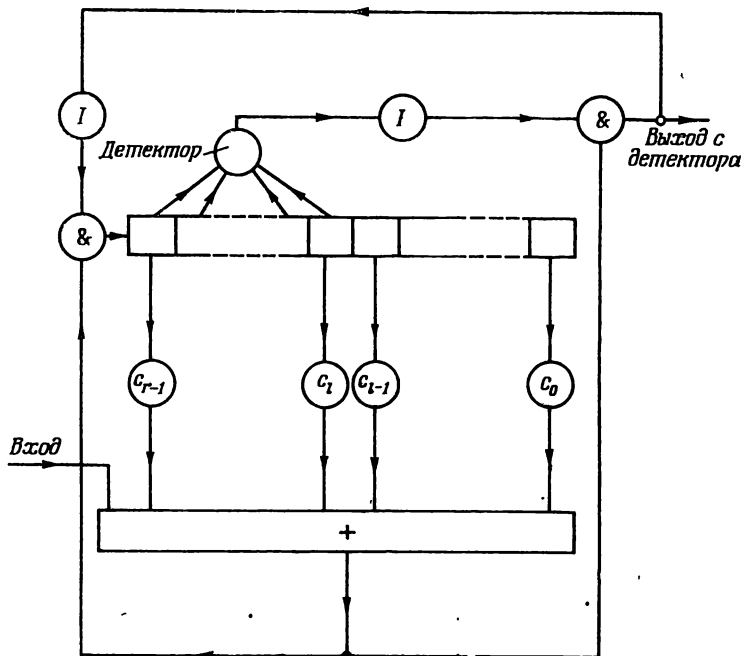 I
Детектор
I
&
Выход с
детектора
&
c_{r-1}
c_l
c_{l-1}
c_0
Вход
+